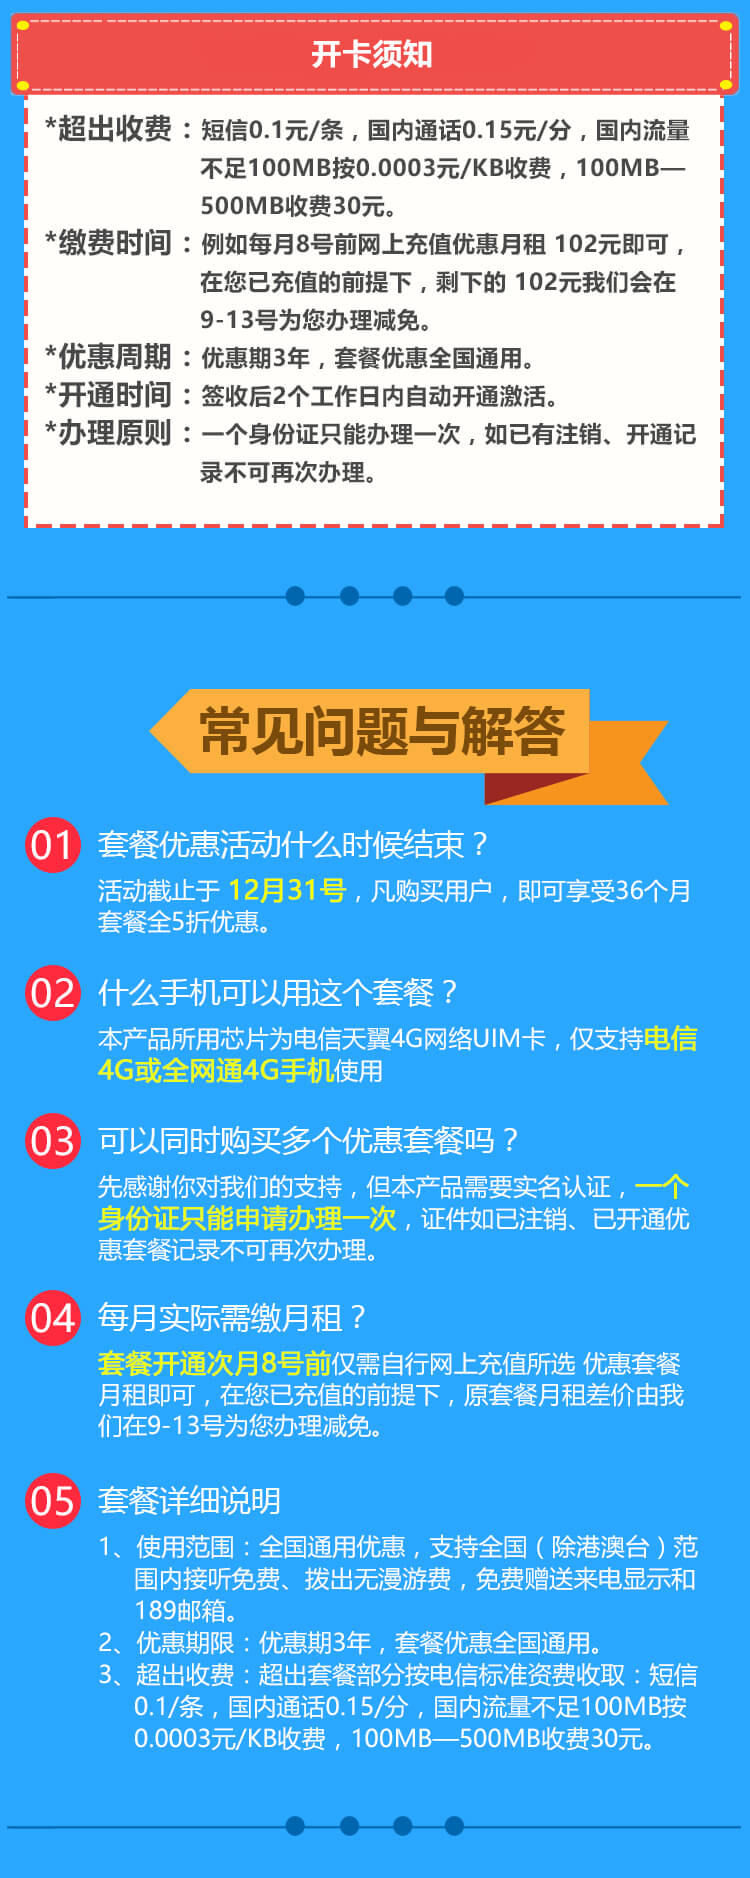 开卡须知
*超出收费：短信0.1元/条，国内通话0.15元/分，国内流量
不足100MB按0.0003元/KB收费，100MB—
500MB收费30元。
*缴费时间：例如每月8号前网上充值优惠月租 102元即可，
在您已充值的前提下，剩下的 102元我们会在
9-13号为您办理减免。
*优惠周期：优惠期3年，套餐优惠全国通用。
*开通时间：签收后2个工作日内自动开通激活。
*办理原则：一个身份证只能办理一次，如已有注销、开通记
录不可再次办理。
常见问题与解答
01 套餐优惠活动什么时候结束？
活动截止于 12月31号，凡购买用户，即可享受36个月
套餐全5折优惠。
02 什么手机可以用这个套餐？
本产品所用芯片为电信天翼4G网络UIM卡，仅支持电信
4G或全网通4G手机使用
03 可以同时购买多个优惠套餐吗？
先感谢你对我们的支持，但本产品需要实名认证，一个
身份证只能申请办理一次，证件如已注销、已开通优
惠套餐记录不可再次办理。
04 每月实际需缴月租？
套餐开通次月8号前仅需自行网上充值所选 优惠套餐
月租即可，在您已充值的前提下，原套餐月租差价由我
们在9-13号为您办理减免。
05 套餐详细说明
1、使用范围：全国通用优惠，支持全国（除港澳台）范
围内接听免费、拨出无漫游费，免费赠送来电显示和
189邮箱。
2、优惠期限：优惠期3年，套餐优惠全国通用。
3、超出收费：超出套餐部分按电信标准资费收取：短信
0.1/条，国内通话0.15/分，国内流量不足100MB按
0.0003元/KB收费，100MB—500MB收费30元。